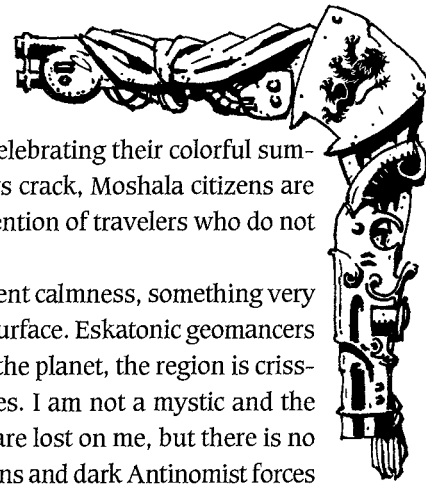 elebrating their colorful sum-
s crack, Moshala citizens are
ention of travelers who do not
ent calmness, something very
urface. Eskatonic geomancers
the planet, the region is criss-
es. I am not a mystic and the
are lost on me, but there is no
ns and dark Antinomist forces